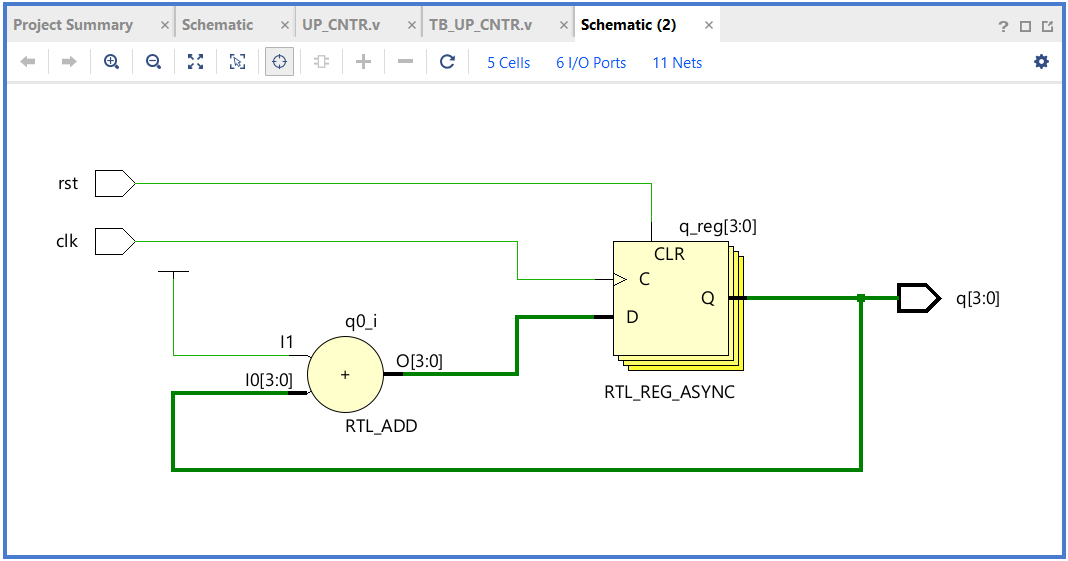 Project Summary × Schematic × UP_CNTR.v × TB_UP_CNTR.v × Schematic (2) × ?
5 Cells 6 I/O Ports 11 Nets
rst
q_reg[3:0]
clk
CLR
C
Q
q[3:0]
D
q0_i
I1
+
O[3:0]
I0[3:0]
RTL_REG_ASYNC
RTL_ADD